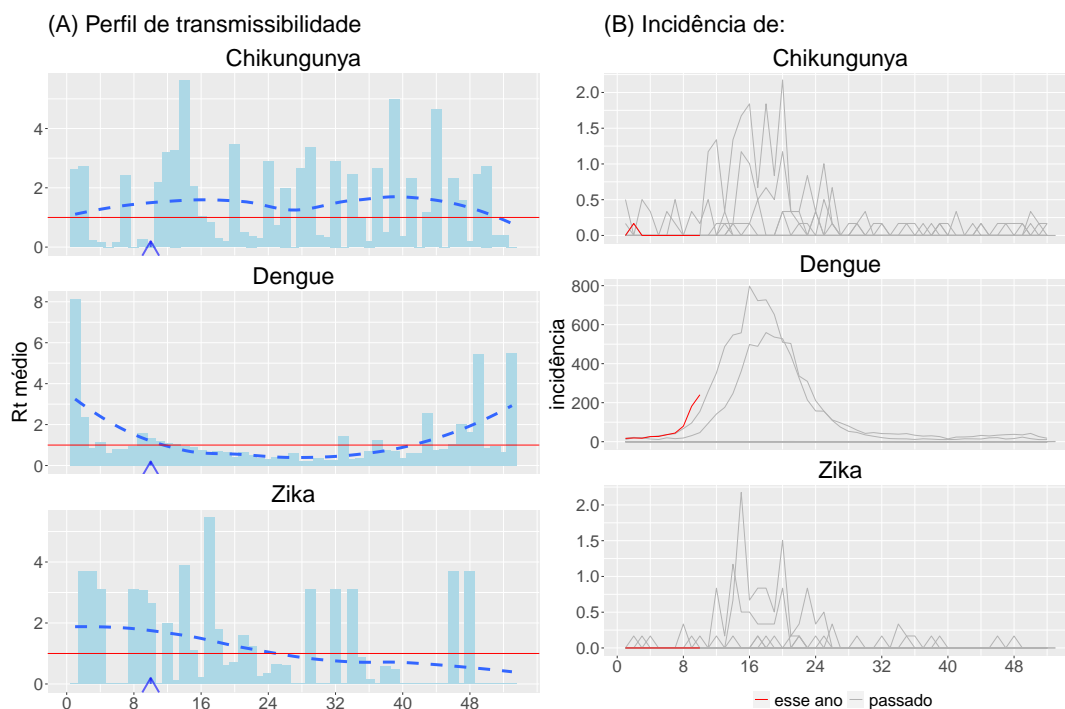 (A) Perfil de transmissibilidade
Chikungunya
4
2
0
Dengue
8
6
4
2
0
Zika
4
2
0
0 8 16 24 32 40 48
Rt médio
(B) Incidência de:
Chikungunya
2.0
1.5
1.0
0.5
0.0
Dengue
800
600
400
200
0
Zika
2.0
1.5
1.0
0.5
0.0
0 8 16 24 32 40 48
incidência
esse ano passado